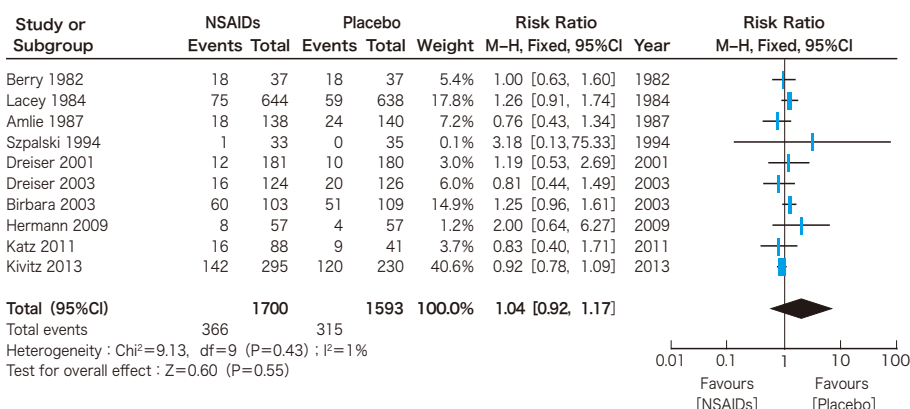 Study or Subgroup NSAIDs Events Total Placebo Events Total Weight Risk Ratio M–H, Fixed, 95%CI Year Risk Ratio M–H, Fixed, 95%CI
Berry 1982 18 37 18 37 5.4% 1.00 [0.63, 1.60] 1982
Lacey 1984 75 644 59 638 17.8% 1.26 [0.91, 1.74] 1984
Amlie 1987 18 138 24 140 7.2% 0.76 [0.43, 1.34] 1987
Szpalski 1994 1 33 0 35 0.1% 3.18 [0.13,75.33] 1994
Dreiser 2001 12 181 10 180 3.0% 1.19 [0.53, 2.69] 2001
Dreiser 2003 16 124 20 126 6.0% 0.81 [0.44, 1.49] 2003
Birbara 2003 60 103 51 109 14.9% 1.25 [0.96, 1.61] 2003
Hermann 2009 8 57 4 57 1.2% 2.00 [0.64, 6.27] 2009
Katz 2011 16 88 9 41 3.7% 0.83 [0.40, 1.71] 2011
Kivitz 2013 142 295 120 230 40.6% 0.92 [0.78, 1.09] 2013
Total (95%CI) 1700 1593 100.0% 1.04 [0.92, 1.17]
Total events 366 315
Heterogeneity : Chi²=9.13, df=9 (P=0.43) ; I²=1%
Test for overall effect : Z=0.60 (P=0.55)
0.01 0.1 1 10 100
Favours [NSAIDs] Favours [Placebo]